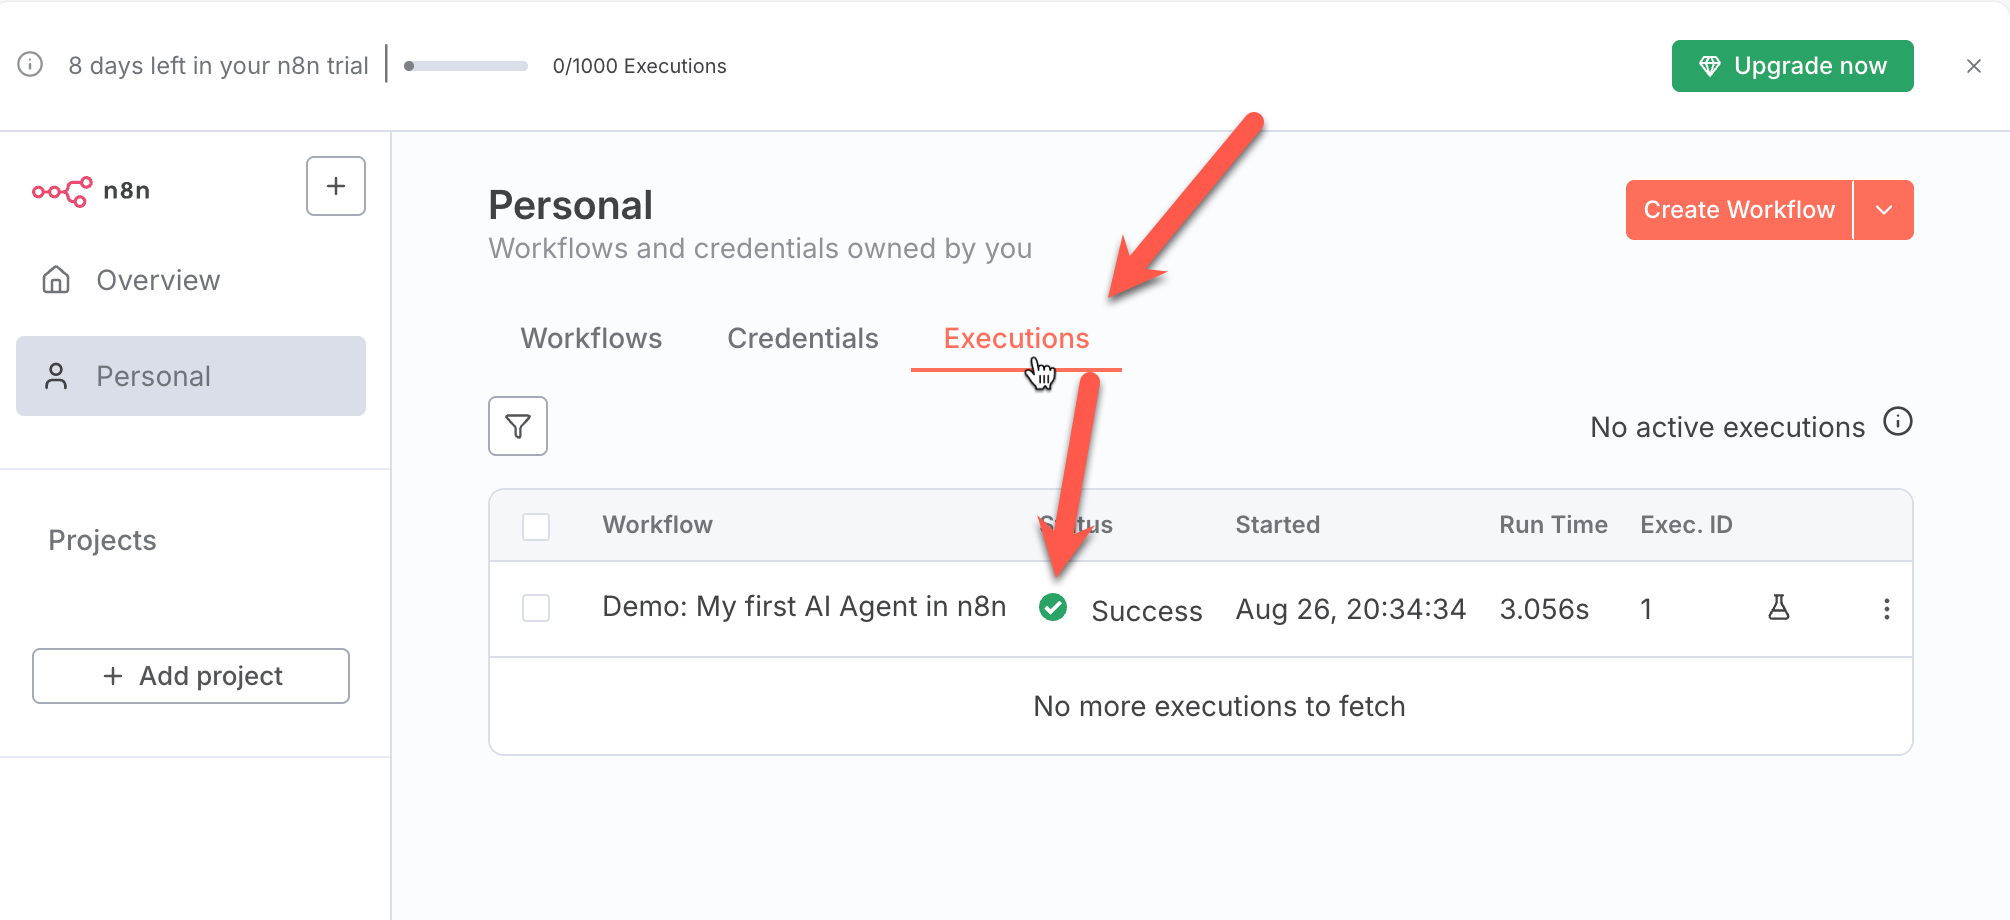 8 days left in your n8n trial
0/1000 Executions
Upgrade now
n8n
Overview
Personal
Projects
Add project
Personal
Create Workflow
Workflows and credentials owned by you
Workflows Credentials Executions
No active executions
Workflow Started Run Time Exec. ID
Demo: My first AI Agent in n8n Success Aug 26, 20:34:34 3.056s 1
No more executions to fetch